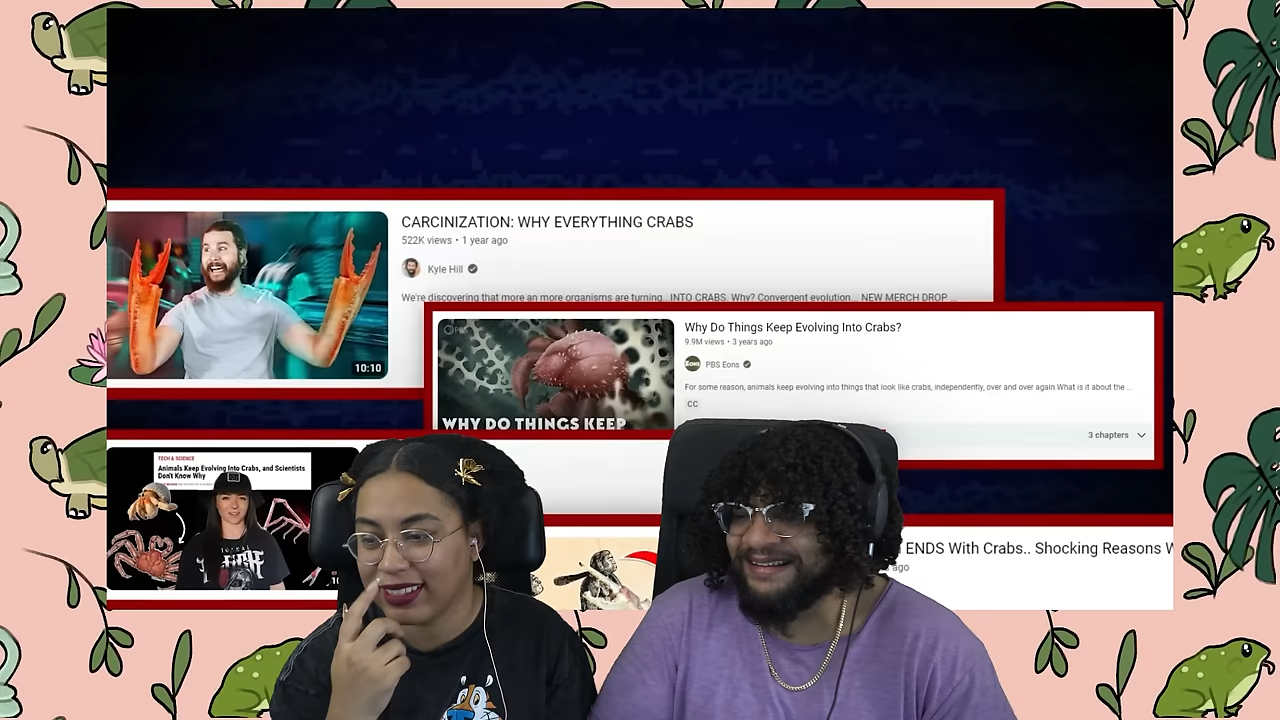 CARCINIZATION: WHY EVERYTHING CRABS
522K views • 1 year ago
Kyle Hill
We're discovering that more an more organisms are turning...INTO CRABS. Why? Convergent evolution... NEW MERCH DROP ...
10:10
PBS
Why Do Things Keep Evolving Into Crabs?
9.9M views • 3 years ago
EONS
PBS Eons
For some reason, animals keep evolving into things that look like crabs, independently, over and over again What is it about the ...
CC
WHY DO THINGS KEEP
3 chapters
TECH & SCIENCE
Animals Keep Evolving Into Crabs, and Scientists
Don't Know Why
ENDS With Crabs.. Shocking Reasons W
ago